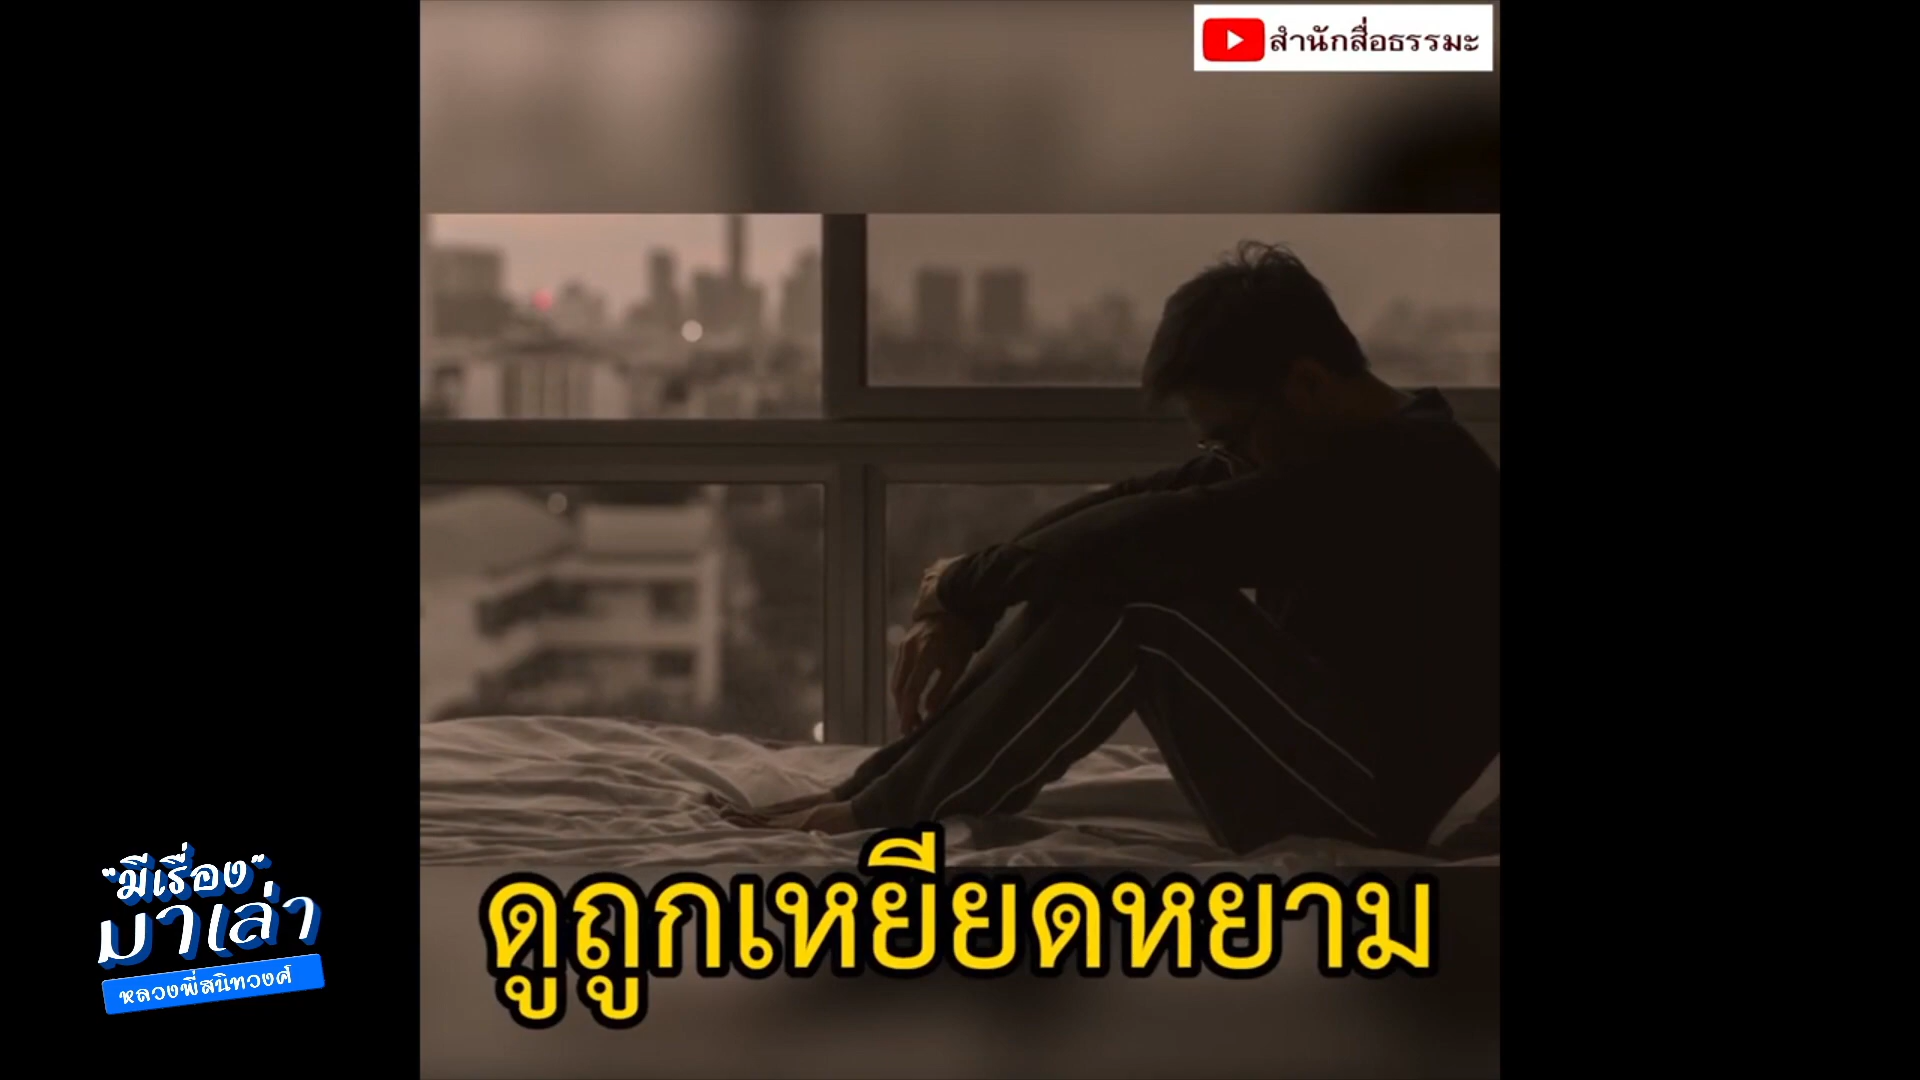 สำนักสื่อธรรมะ
ดูถูกเหยียดหยาม
"มีเรื่อง"
มาเล่า
หลวงพี่สนิทวงศ์